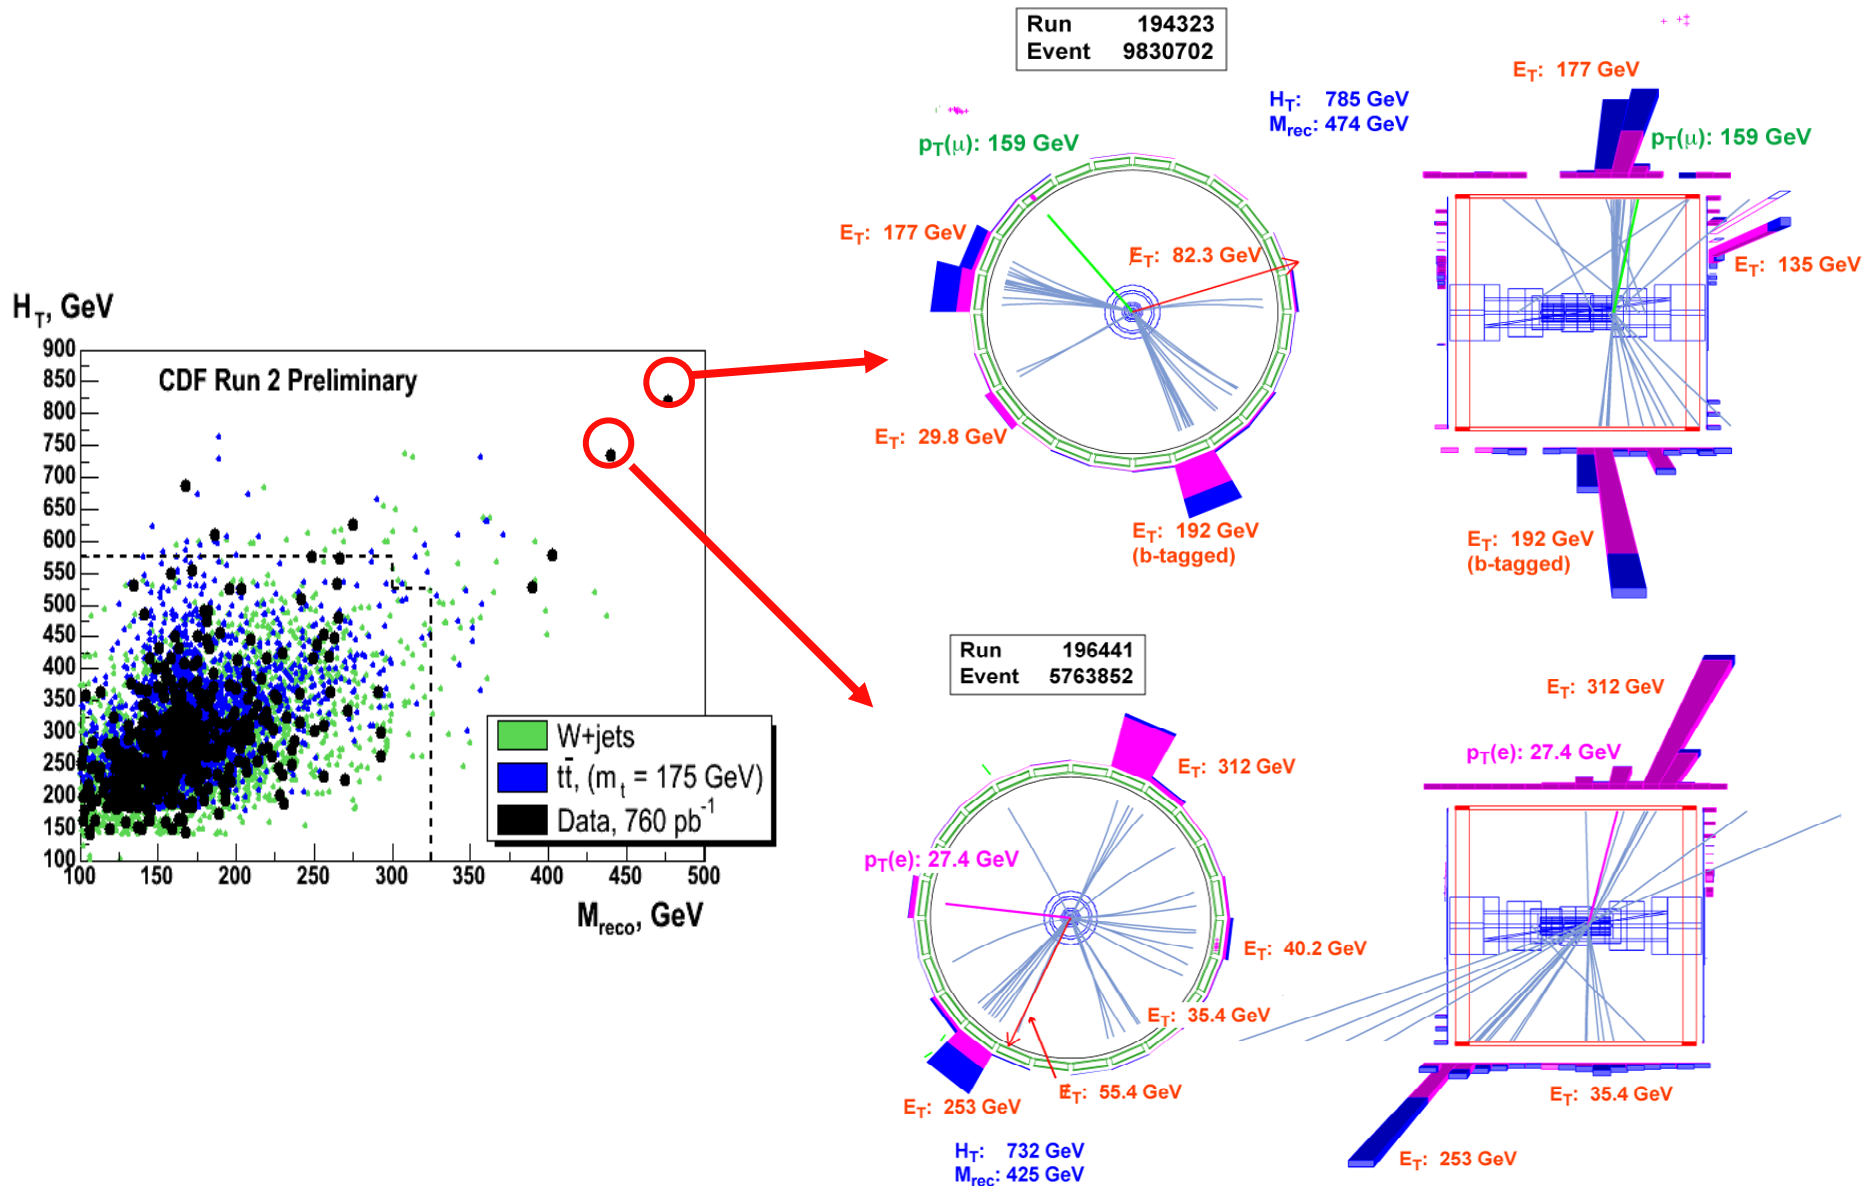 Run 194323
Event 9830702
H_T: 785 GeV
M_rec: 474 GeV
p_T(μ): 159 GeV
E_T: 177 GeV
E̸_T: 82.3 GeV
E_T: 29.8 GeV
E_T: 192 GeV
(b-tagged)
E_T: 177 GeV
p_T(μ): 159 GeV
E_T: 135 GeV
E_T: 192 GeV
(b-tagged)
H_T, GeV
900
850
800
750
700
650
600
550
500
450
400
350
300
250
200
150
100
CDF Run 2 Preliminary
W+jets
tt̄, (m_t = 175 GeV)
Data, 760 pb⁻¹
100 150 200 250 300 350 400 450 500
M_reco, GeV
Run 196441
Event 5763852
E_T: 312 GeV
p_T(e): 27.4 GeV
E_T: 40.2 GeV
E_T: 35.4 GeV
E̸_T: 55.4 GeV
E_T: 253 GeV
H_T: 732 GeV
M_rec: 425 GeV
E_T: 312 GeV
p_T(e): 27.4 GeV
E_T: 35.4 GeV
E_T: 253 GeV